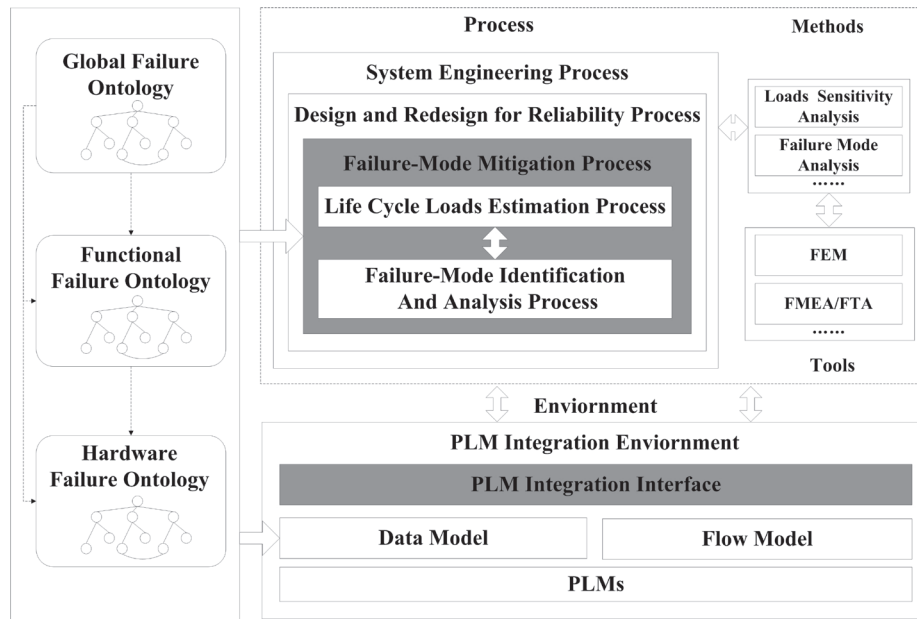 Global Failure
Ontology
Functional
Failure Ontology
Hardware
Failure Ontology
Process
System Engineering Process
Design and Redesign for Reliability Process
Failure-Mode Mitigation Process
Life Cycle Loads Estimation Process
Failure-Mode Identification
And Analysis Process
Methods
Loads Sensitivity
Analysis
Failure Mode
Analysis
......
FEM
FMEA/FTA
......
Tools
Enviornment
PLM Integration Enviornment
PLM Integration Interface
Data Model
Flow Model
PLMs